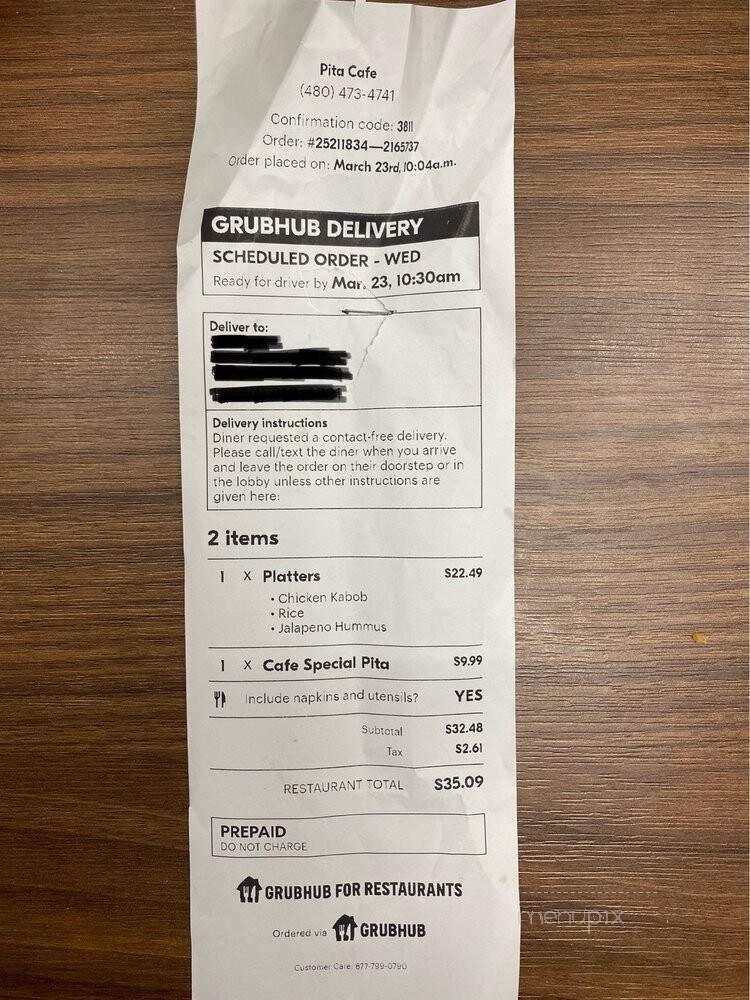 Pita Cafe
(480) 473-4741
Confirmation code: 3811
Order: #25211834—2165737
Order placed on: March 23rd, 10:04a.m.
GRUBHUB DELIVERY
SCHEDULED ORDER - WED
Ready for driver by Mar. 23, 10:30am
Deliver to:
Delivery instructions
Diner requested a contact-free delivery.
Please call/text the diner when you arrive
and leave the order on their doorstep or in
the lobby unless other instructions are
given here:
2 items
1 X Platters $22.49
• Chicken Kabob
• Rice
• Jalapeno Hummus
1 X Cafe Special Pita $9.99
Include napkins and utensils? YES
Subtotal $32.48
Tax $2.61
RESTAURANT TOTAL $35.09
PREPAID
DO NOT CHARGE
GRUBHUB FOR RESTAURANTS
Ordered via GRUBHUB
Customer Care: 877-799-0790
menupix